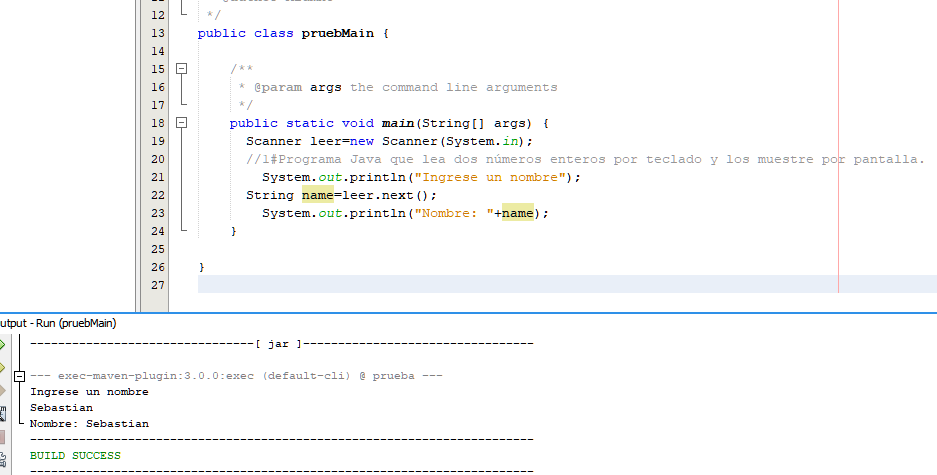 12 */
13 public class pruebMain {
14
15 /**
16 * @param args the command line arguments
17 */
18 public static void main(String[] args) {
19 Scanner leer=new Scanner(System.in);
20 //1#Programa Java que lea dos números enteros por teclado y los muestre por pantalla.
21 System.out.println("Ingrese un nombre");
22 String name=leer.next();
23 System.out.println("Nombre: "+name);
24 }
25
26 }
27
utput - Run (pruebMain)
--------------------------------[ jar ]---------------------------------
--- exec-maven-plugin:3.0.0:exec (default-cli) @ prueba ---
Ingrese un nombre
Sebastian
Nombre: Sebastian
------------------------------------------------------------------------
BUILD SUCCESS
------------------------------------------------------------------------